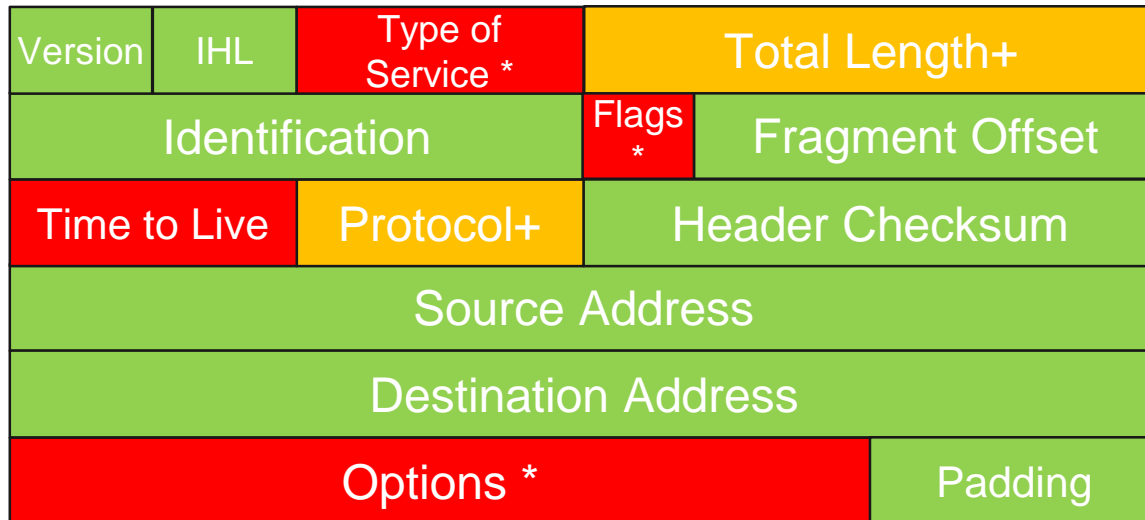 Version IHL Type of Service * Total Length+
Identification Flags * Fragment Offset
Time to Live Protocol+ Header Checksum
Source Address
Destination Address
Options * Padding